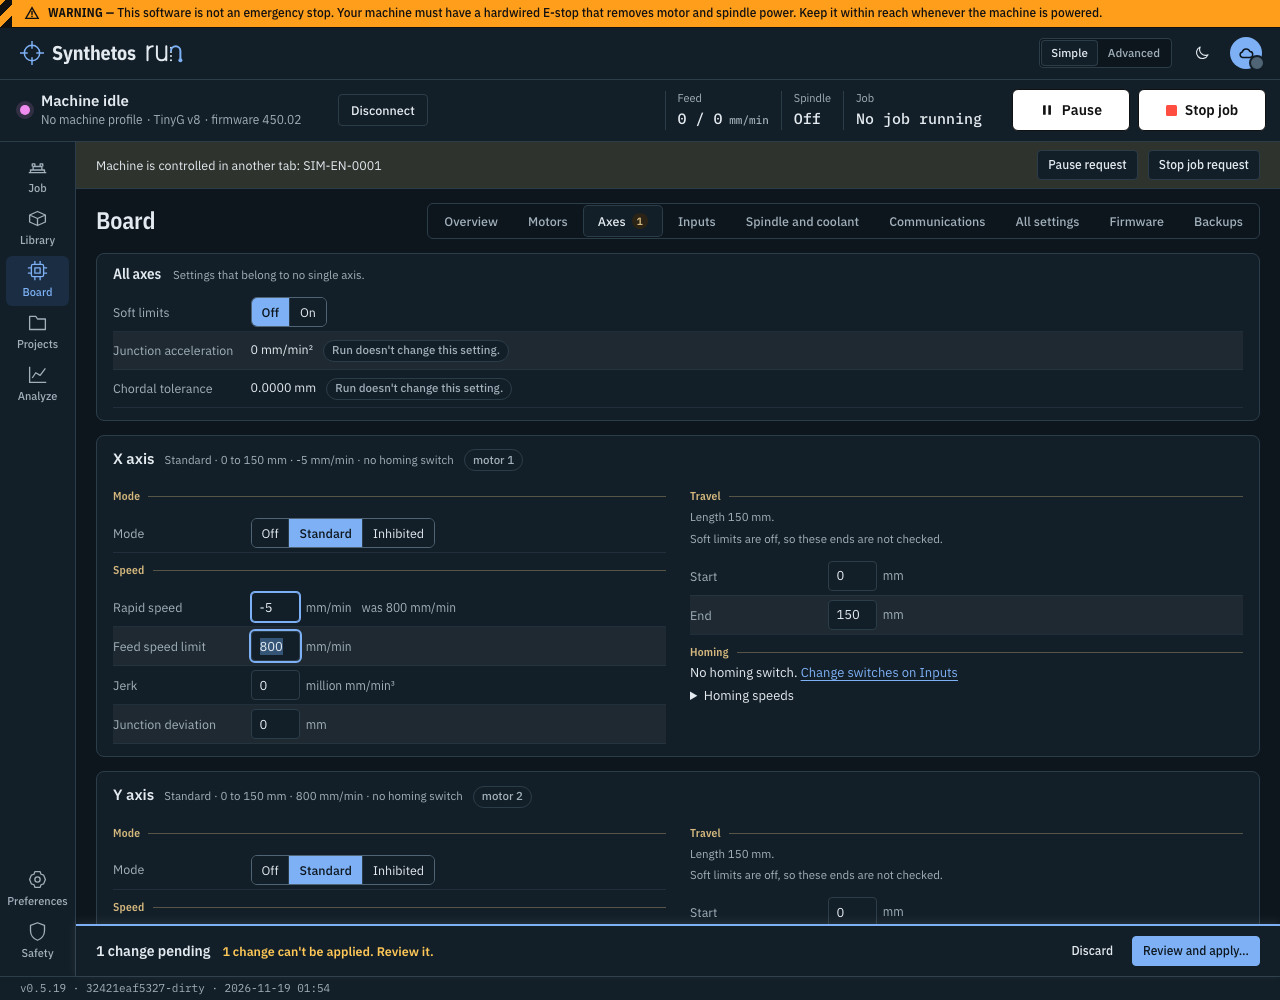 WARNING — This software is not an emergency stop. Your machine must have a hardwired E-stop that removes motor and spindle power. Keep it within reach whenever the machine is powered.
Synthetos run
Simple Advanced
Machine idle
No machine profile · TinyG v8 · firmware 450.02
Disconnect
Feed
0 / 0 mm/min
Spindle
Off
Job
No job running
Pause
Stop job
Machine is controlled in another tab: SIM-EN-0001
Pause request
Stop job request
Job
Library
Board
Projects
Analyze
Preferences
Safety
Board
Overview Motors Axes 1 Inputs Spindle and coolant Communications All settings Firmware Backups
All axes Settings that belong to no single axis.
Soft limits Off On
Junction acceleration 0 mm/min² Run doesn't change this setting.
Chordal tolerance 0.0000 mm Run doesn't change this setting.
X axis Standard · 0 to 150 mm · -5 mm/min · no homing switch motor 1
Mode
Mode Off Standard Inhibited
Speed
Rapid speed -5 mm/min was 800 mm/min
Feed speed limit 800 mm/min
Jerk 0 million mm/min³
Junction deviation 0 mm
Travel
Length 150 mm.
Soft limits are off, so these ends are not checked.
Start 0 mm
End 150 mm
Homing
No homing switch. Change switches on Inputs
Homing speeds
Y axis Standard · 0 to 150 mm · 800 mm/min · no homing switch motor 2
Mode
Mode Off Standard Inhibited
Speed
Travel
Length 150 mm.
Soft limits are off, so these ends are not checked.
Start 0 mm
1 change pending 1 change can't be applied. Review it.
Discard
Review and apply...
v0.5.19 · 32421eaf5327-dirty · 2026-11-19 01:54